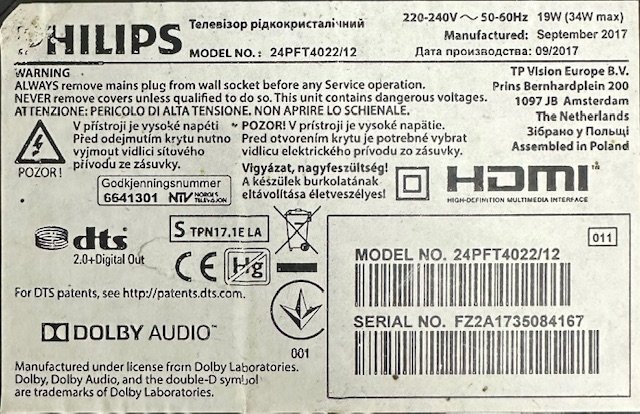 PHILIPS
Телевізор рідкокристалічний
MODEL NO.: 24PFT4022/12
220-240V ~ 50-60Hz 19W (34W max)
Manufactured: September 2017
Дата производства: 09/2017
WARNING
ALWAYS remove mains plug from wall socket before any Service operation.
NEVER remove covers unless qualified to do so. This unit contains dangerous voltages.
ATTENZIONE: PERICOLO DI ALTA TENSIONE. NON APRIRE LO SCHIENALE.
TP Vision Europe B.V.
Prins Bernhardplein 200
1097 JB Amsterdam
The Netherlands
Зібрано у Польщі
Assembled in Poland
POZOR!
V přístroji je vysoké napětí
Před odejmutím krytu nutno
vyjmout vidlici síťového
přívodu ze zásuvky.
POZOR! V prístroji je vysoké napätie.
Pred otvorením krytu je potrebné vybrat
vidlicu elektrického prívodu zo zásuvky.
Vigyázat, nagyfeszültség!
A készülek burkolatának
eltávolítása életveszélyes!
Godkjenningsnummer
6641301 NTV NORGES TELEVISJON
HDMI™
HIGH-DEFINITION MULTIMEDIA INTERFACE
dts
2.0+Digital Out
S TPN17.1E LA
CE
Hg
For DTS patents, see http://patents.dts.com.
001
DOLBY AUDIO™
Manufactured under license from Dolby Laboratories.
Dolby, Dolby Audio, and the double-D symbol
are trademarks of Dolby Laboratories.
011
MODEL NO. 24PFT4022/12
SERIAL NO. FZ2A1735084167